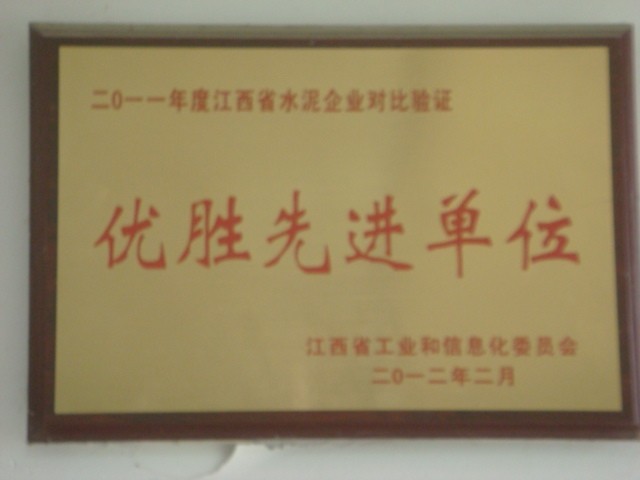 二0一一年度江西省水泥企业对比验证
优胜先进单位
江西省工业和信息化委员会
二0一二年二月